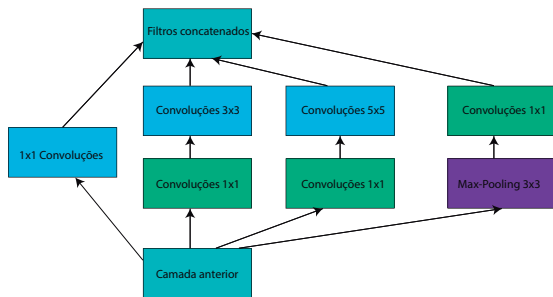 Filtros concatenados
Convoluções 3x3
Convoluções 5x5
Convoluções 1x1
1x1 Convoluções
Convoluções 1x1
Convoluções 1x1
Max-Pooling 3x3
Camada anterior